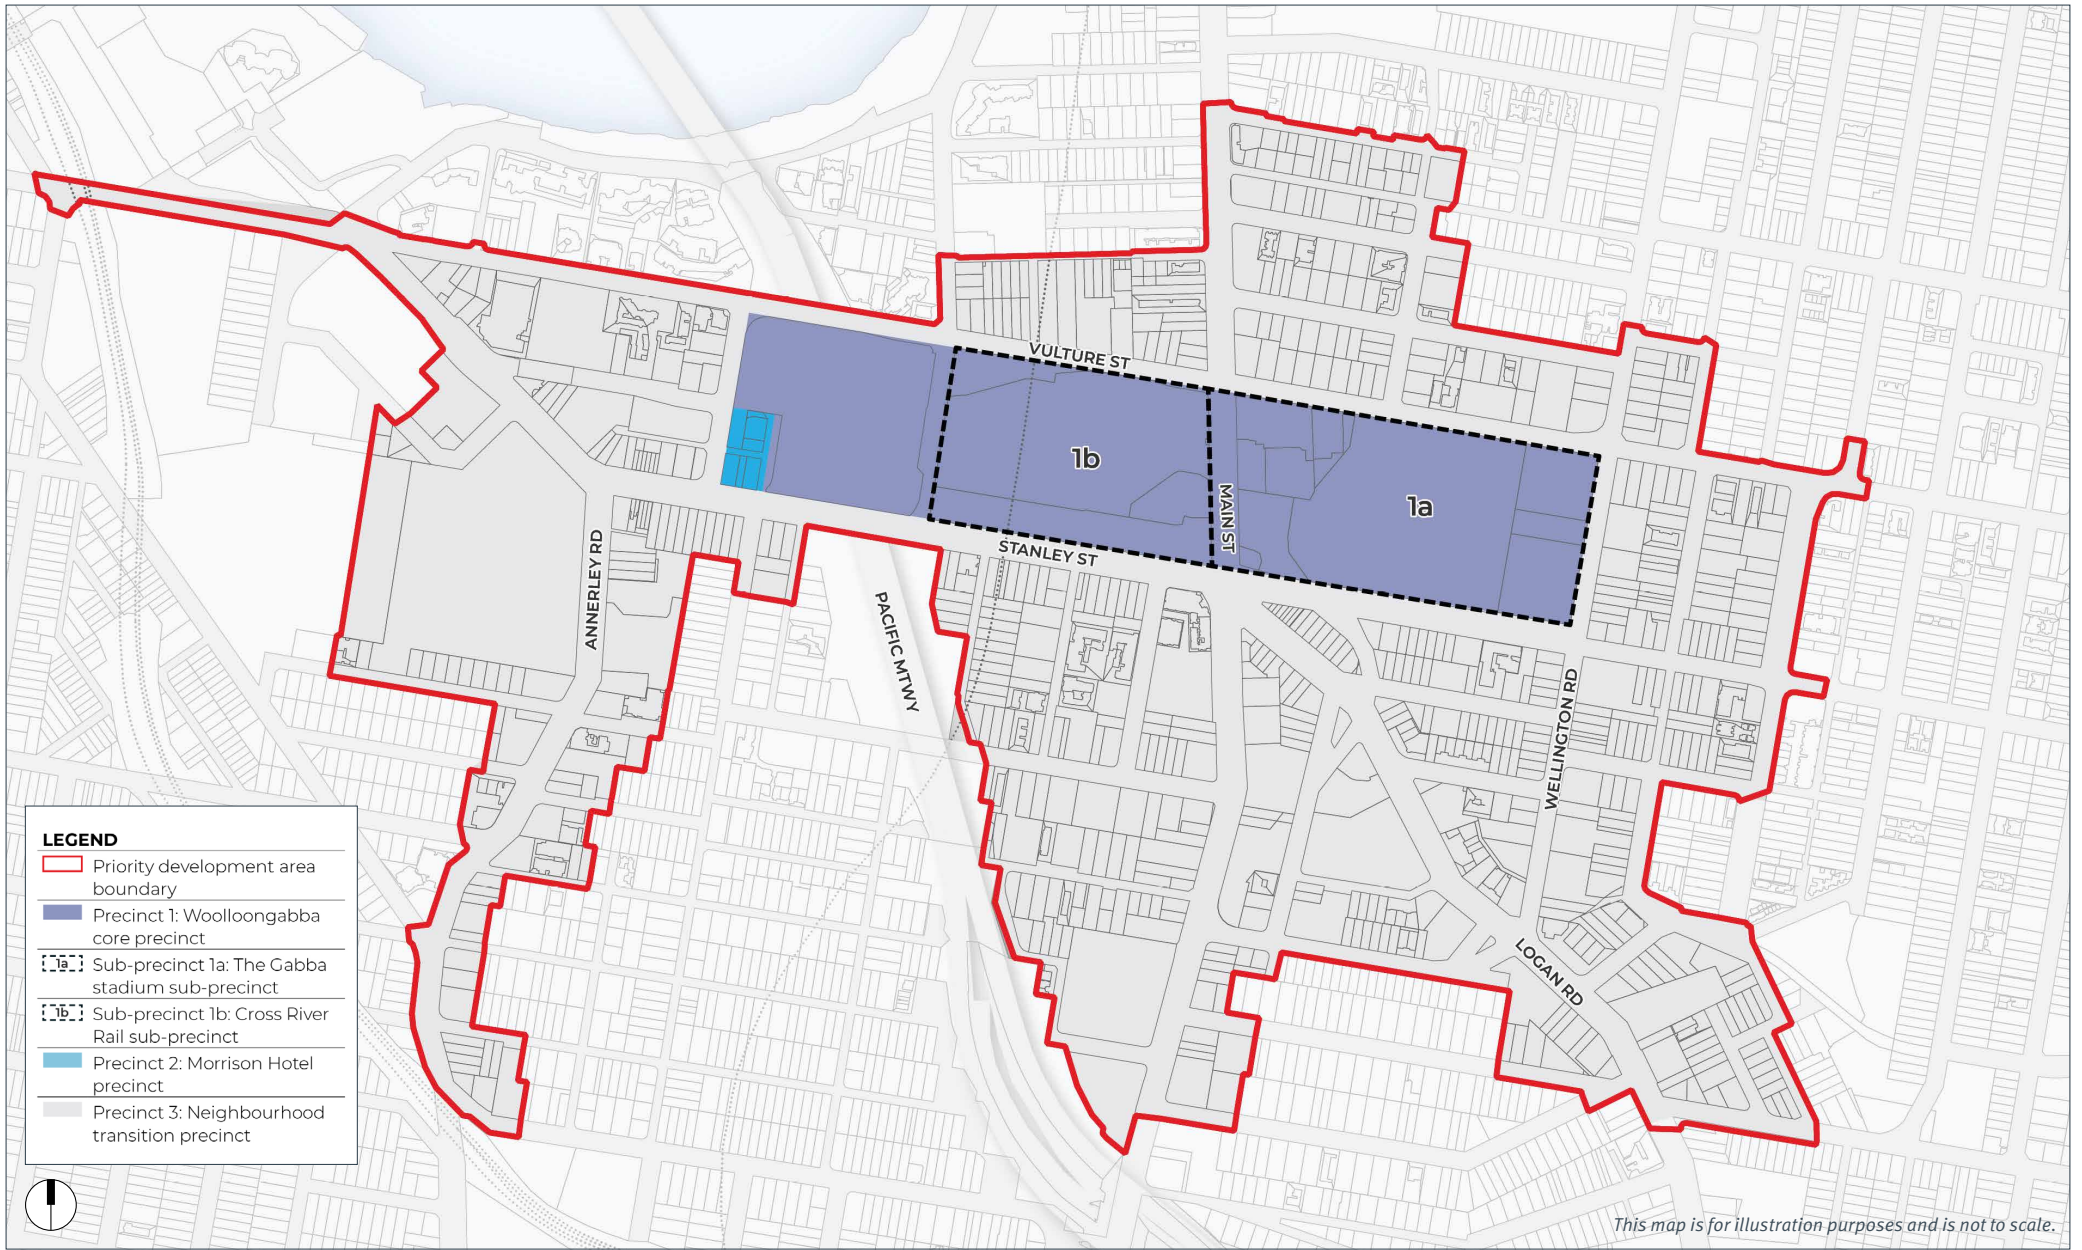 VULTURE ST
1b
1a
MAIN ST
STANLEY ST
ANNERLEY RD
PACIFIC MTWY
WELLINGTON RD
LOGAN RD
LEGEND
Priority development area
boundary
Precinct 1: Woolloongabba
core precinct
1a Sub-precinct 1a: The Gabba
stadium sub-precinct
1b Sub-precinct 1b: Cross River
Rail sub-precinct
Precinct 2: Morrison Hotel
precinct
Precinct 3: Neighbourhood
transition precinct
This map is for illustration purposes and is not to scale.